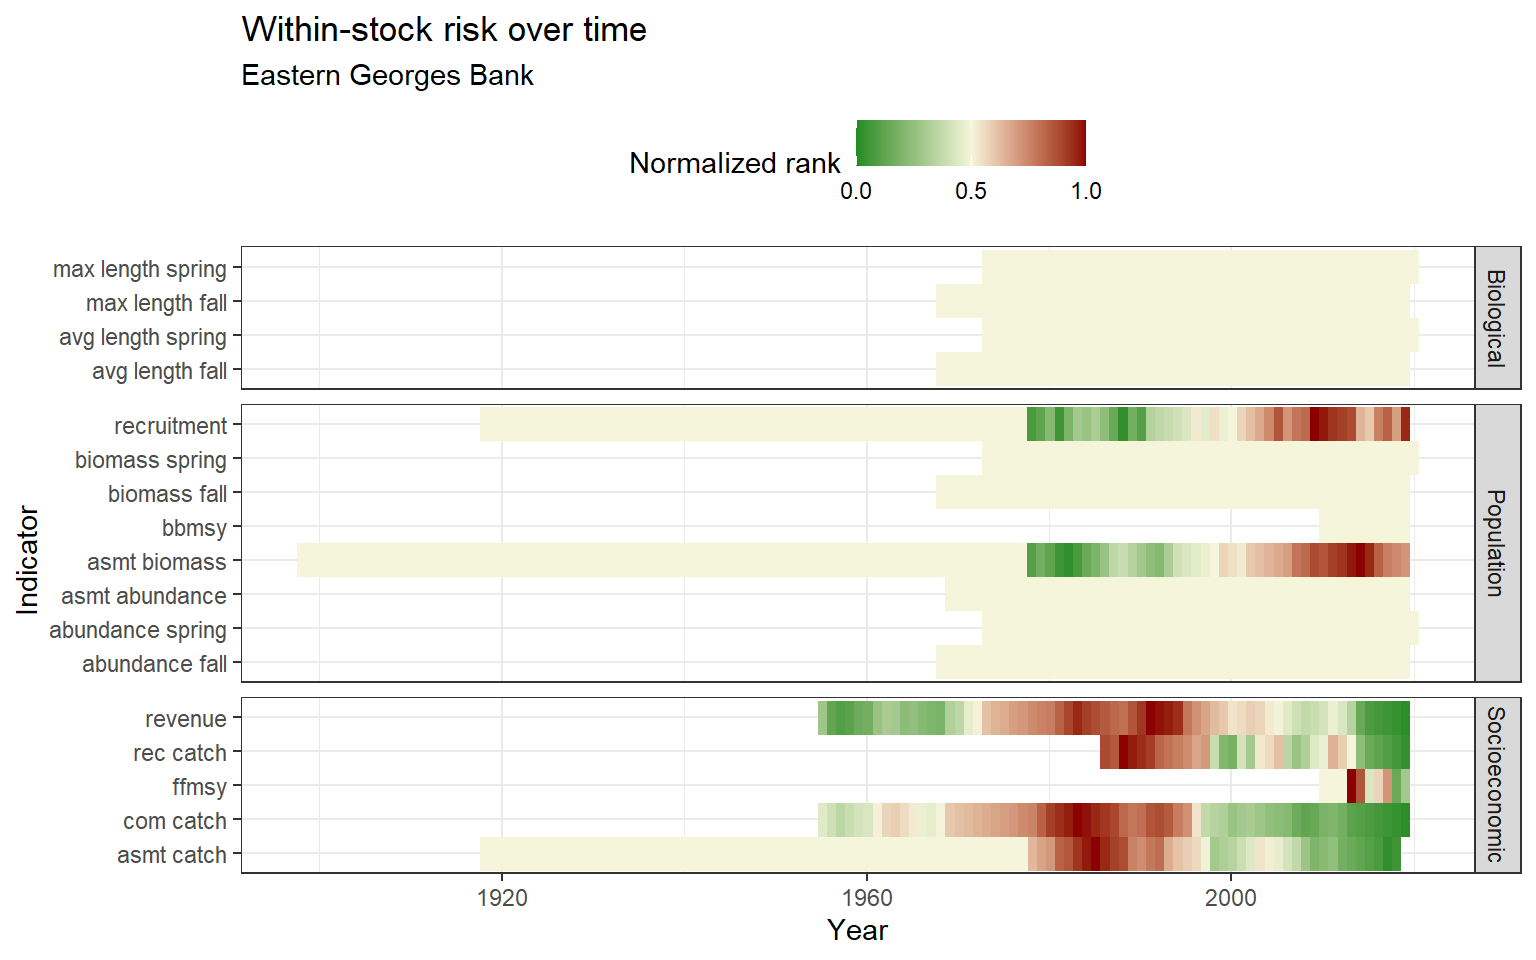 Within-stock risk over time
Eastern Georges Bank
Normalized rank
0.0 0.5 1.0
Indicator
max length spring
max length fall
avg length spring
avg length fall
Biological
recruitment
biomass spring
biomass fall
bbmsy
asmt biomass
asmt abundance
abundance spring
abundance fall
Population
revenue
rec catch
ffmsy
com catch
asmt catch
Socioeconomic
1920 1960 2000
Year